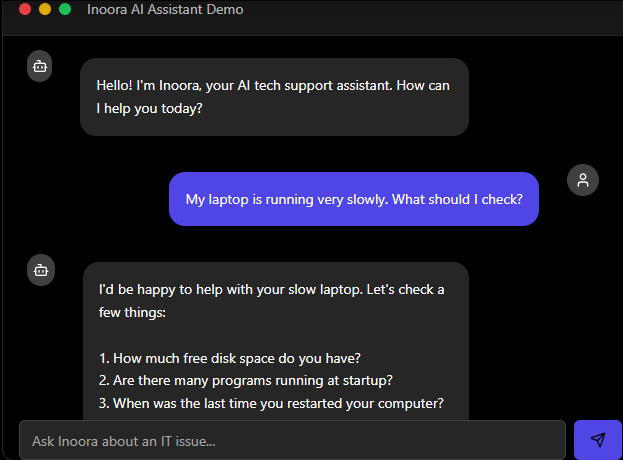 Inoora AI Assistant Demo
Hello! I'm Inoora, your AI tech support assistant. How can
I help you today?
My laptop is running very slowly. What should I check?
I'd be happy to help with your slow laptop. Let's check a
few things:
1. How much free disk space do you have?
2. Are there many programs running at startup?
3. When was the last time you restarted your computer?
Ask Inoora about an IT issue...